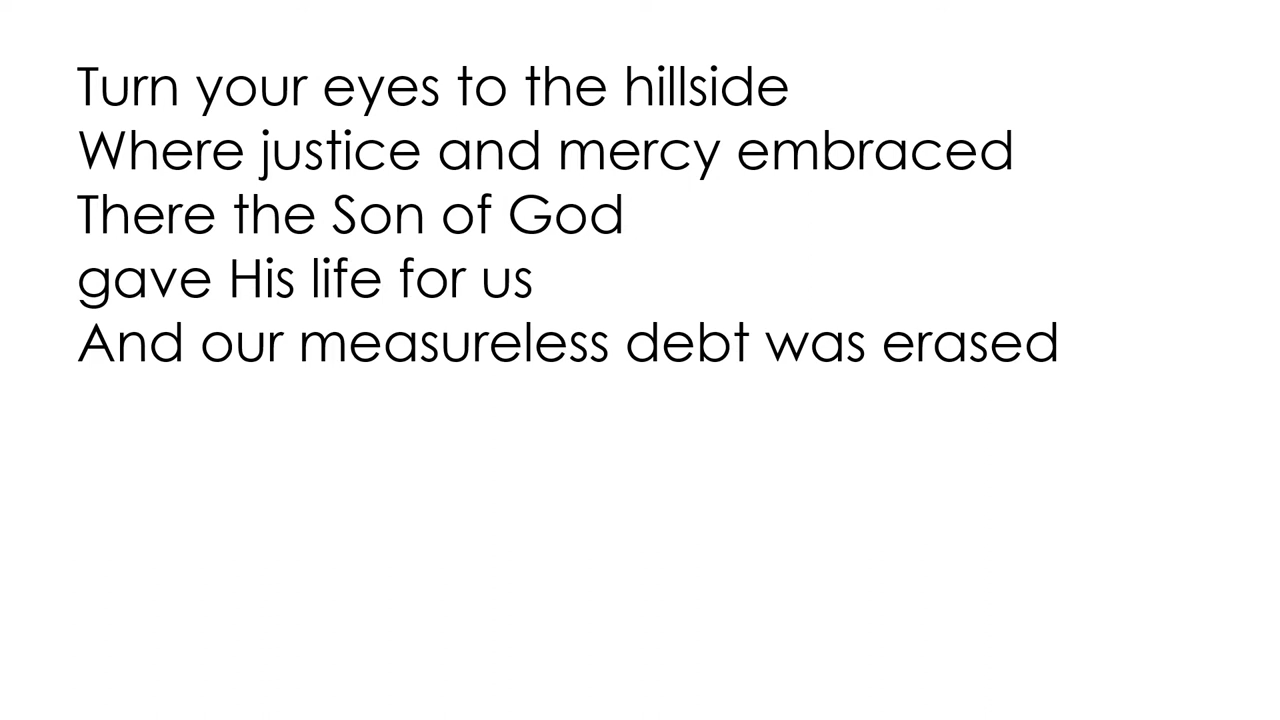 Turn your eyes to the hillside
Where justice and mercy embraced
There the Son of God
gave His life for us
And our measureless debt was erased